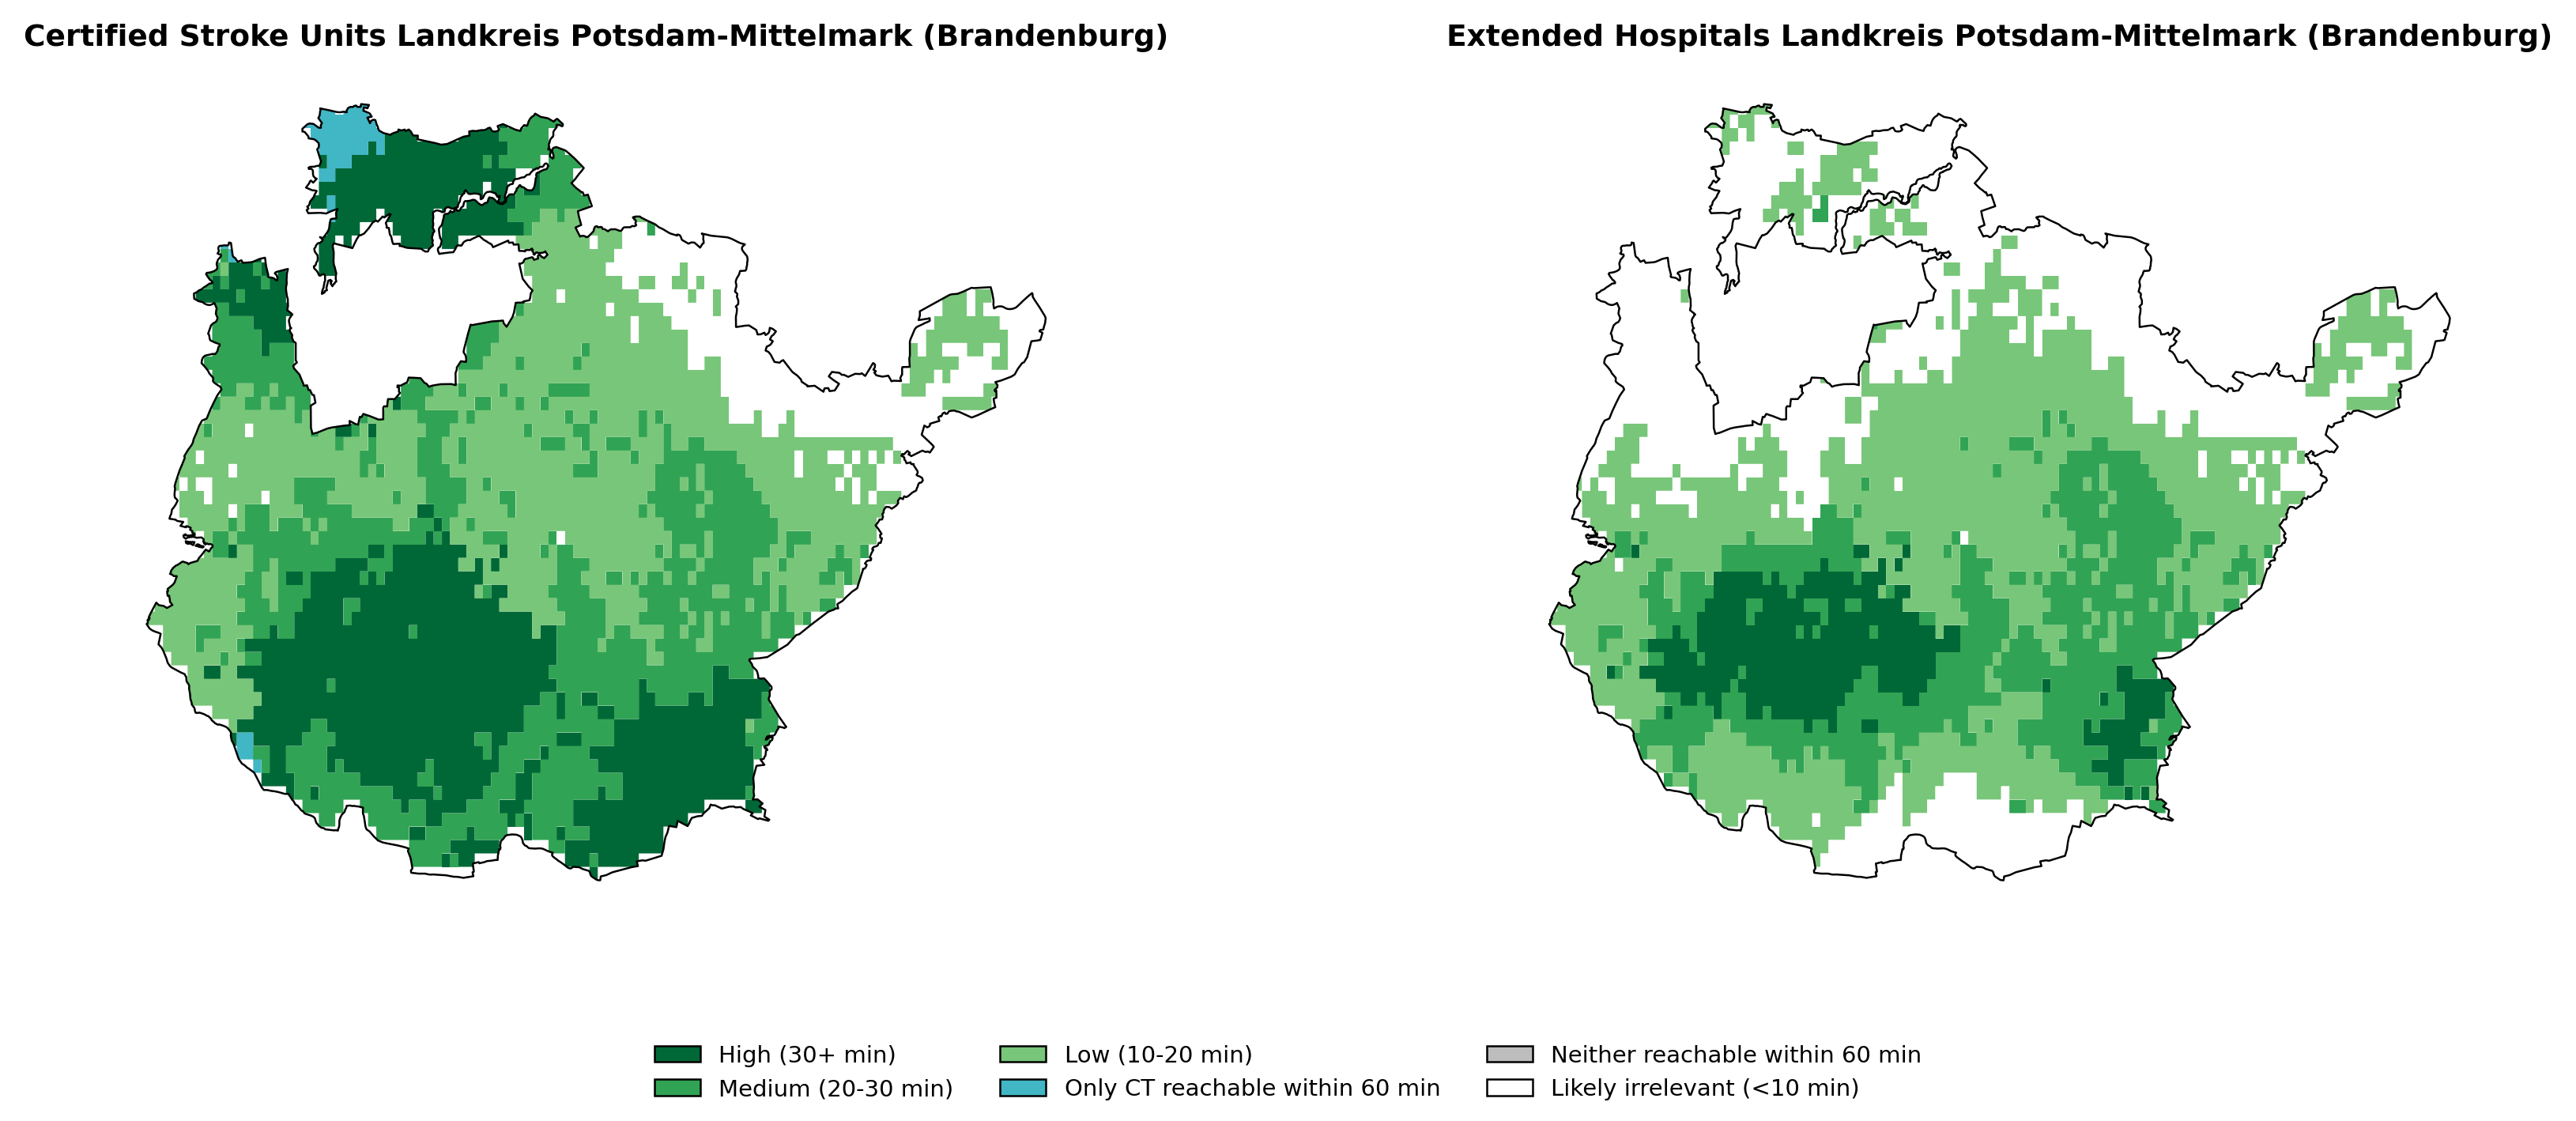 Certified Stroke Units Landkreis Potsdam-Mittelmark (Brandenburg)
Extended Hospitals Landkreis Potsdam-Mittelmark (Brandenburg)
High (30+ min)
Medium (20-30 min)
Low (10-20 min)
Only CT reachable within 60 min
Neither reachable within 60 min
Likely irrelevant (<10 min)